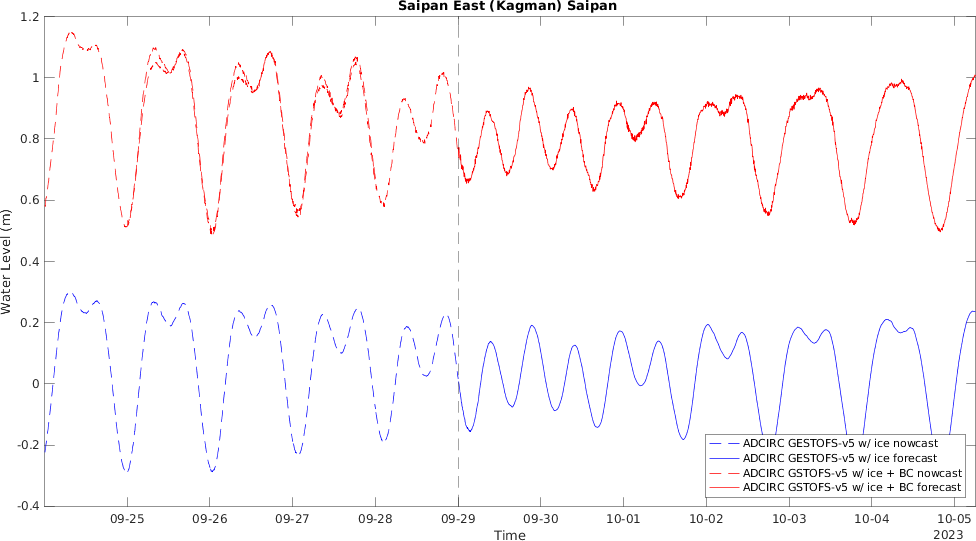 Saipan East (Kagman) Saipan
1.2
1
0.8
0.6
0.4
0.2
0
-0.2
-0.4
Water Level (m)
ADCIRC GESTOFS-v5 w/ ice nowcast
ADCIRC GESTOFS-v5 w/ ice forecast
ADCIRC GSTOFS-v5 w/ ice + BC nowcast
ADCIRC GSTOFS-v5 w/ ice + BC forecast
09-25 09-26 09-27 09-28 09-29 09-30 10-01 10-02 10-03 10-04 10-05
Time
2023